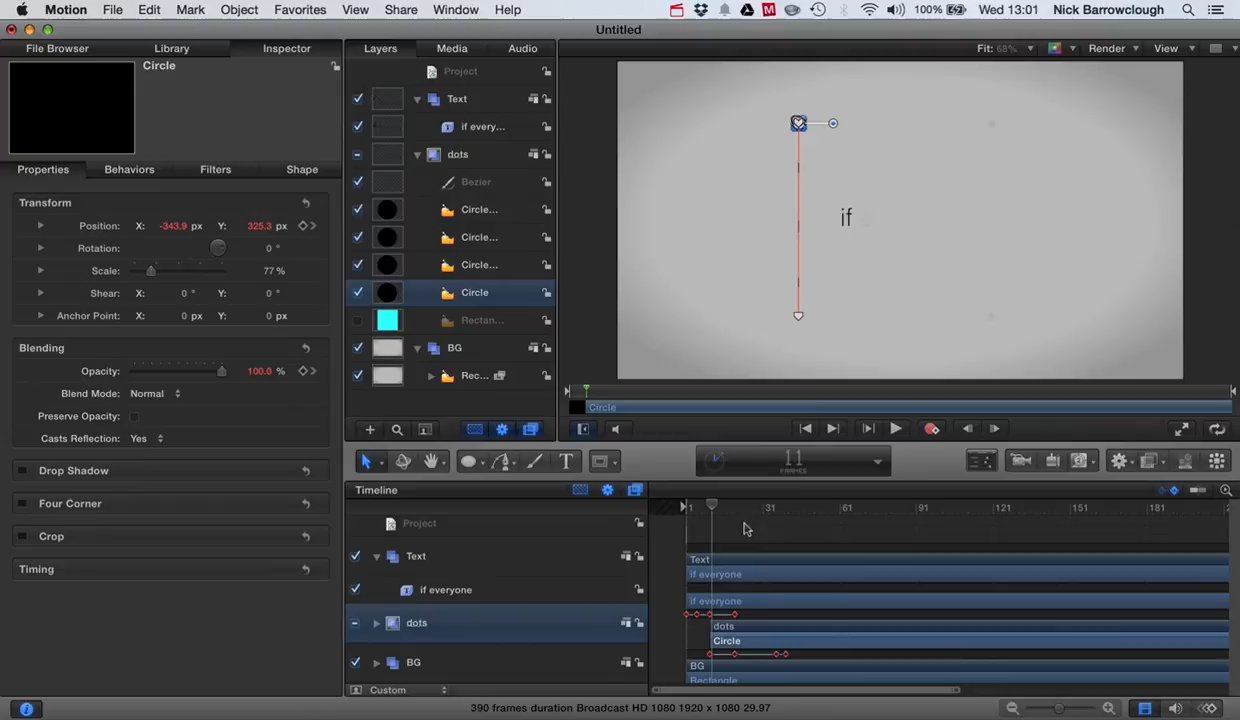 Motion File Edit Mark Object Favorites View Share Window Help 100% Wed 13:01 Nick Barrowclough
Untitled
File Browser Library Inspector Layers Media Audio Fit: 68% Render View
Circle
Project
Text
if every...
dots
Bezier
Circle...
Circle...
Circle...
Circle
Rectan...
BG
Rec...
Properties Behaviors Filters Shape
Transform
Position: X: -343.9 px Y: 325.3 px
Rotation: 0 °
Scale: 77 %
Shear: X: 0 ° Y: 0 °
Anchor Point: X: 0 px Y: 0 px
Blending
Opacity: 100.0 %
Blend Mode: Normal
Preserve Opacity:
Casts Reflection: Yes
Drop Shadow
Four Corner
Crop
Timing
if
Circle
T 11
FRAMES
Timeline
1 31 61 91 121 151 181
Project
Text
if everyone
dots
BG
Text
if everyone
if everyone
dots
Circle
BG
Rectangle
Custom
390 frames duration Broadcast HD 1080 1920 x 1080 29.97